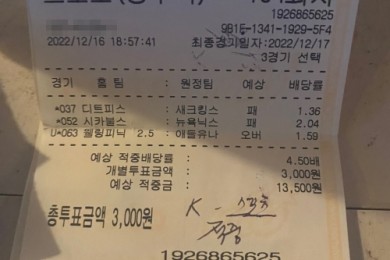 1926865625
9B1E-1341-1929-5F4
2022/12/16 18:57:41 최종경기일자:2022/12/17
3경기 선택
경기 홈팀 : 원정팀 예상 배당률
*037 디트피스 : 새크킹스 패 1.36
*052 시카불스 : 뉴욕닉스 패 2.04
U*063 필링피닉 2.5 : 애틀유나 오버 1.59
예상 적중배당률 : 4.50배
개별투표금액 : 3,000원
예상 적중금 : 13,500원
총투표금액 3,000원
K -
1926865625